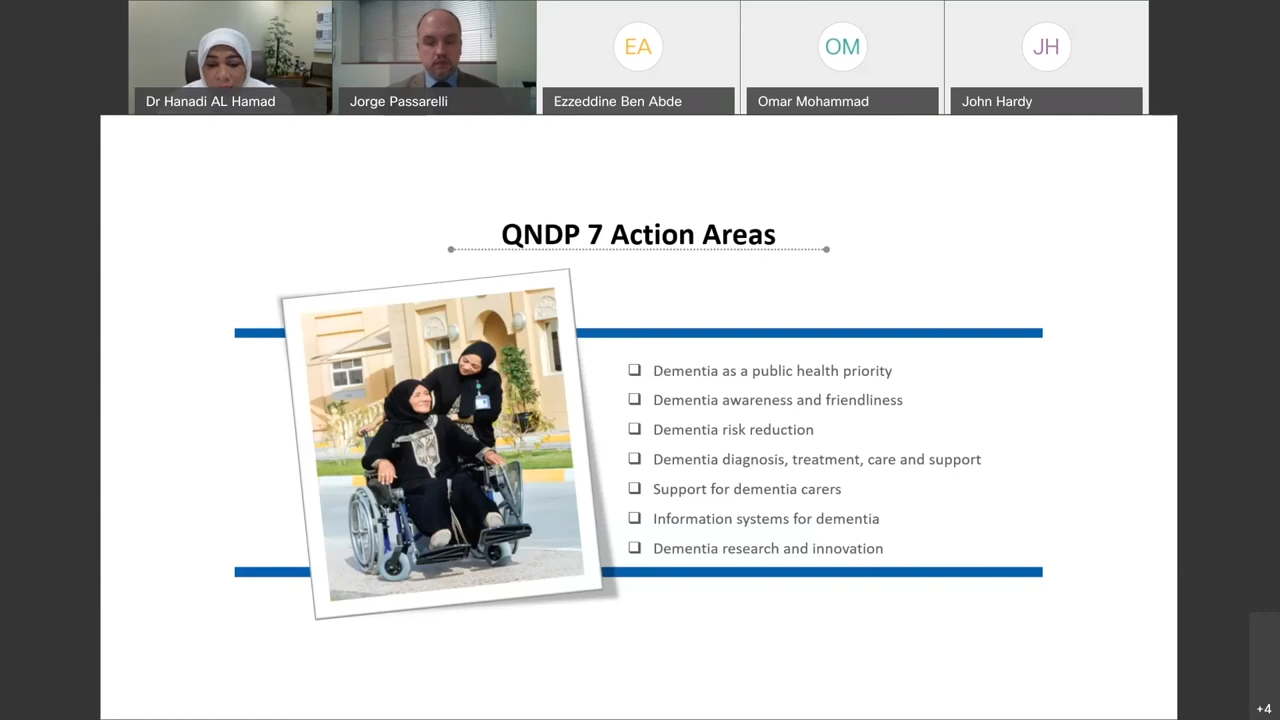 EA
OM
JH
Dr Hanadi AL Hamad
Jorge Passarelli
Ezzeddine Ben Abde
Omar Mohammad
John Hardy
QNDP 7 Action Areas
Dementia as a public health priority
Dementia awareness and friendliness
Dementia risk reduction
Dementia diagnosis, treatment, care and support
Support for dementia carers
Information systems for dementia
Dementia research and innovation
+4